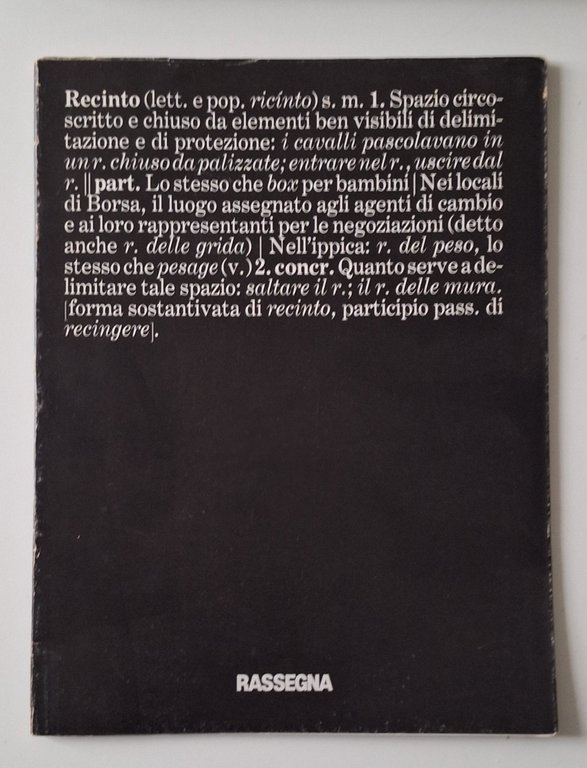 Recinto (lett. e pop. ricinto) s. m. 1. Spazio circo-
scritto e chiuso da elementi ben visibili di delimi-
tazione e di protezione: i cavalli pascolavano in
un r. chiuso da palizzate; entrare nel r., uscire dal
r. || part. Lo stesso che box per bambini | Nei locali
di Borsa, il luogo assegnato agli agenti di cambio
e ai loro rappresentanti per le negoziazioni (detto
anche r. delle grida) | Nell'ippica: r. del peso, lo
stesso che pesage (v.) 2. concr. Quanto serve a de-
limitare tale spazio: saltare il r.; il r. delle mura.
[forma sostantivata di recinto, participio pass. di
recingere].
RASSEGNA